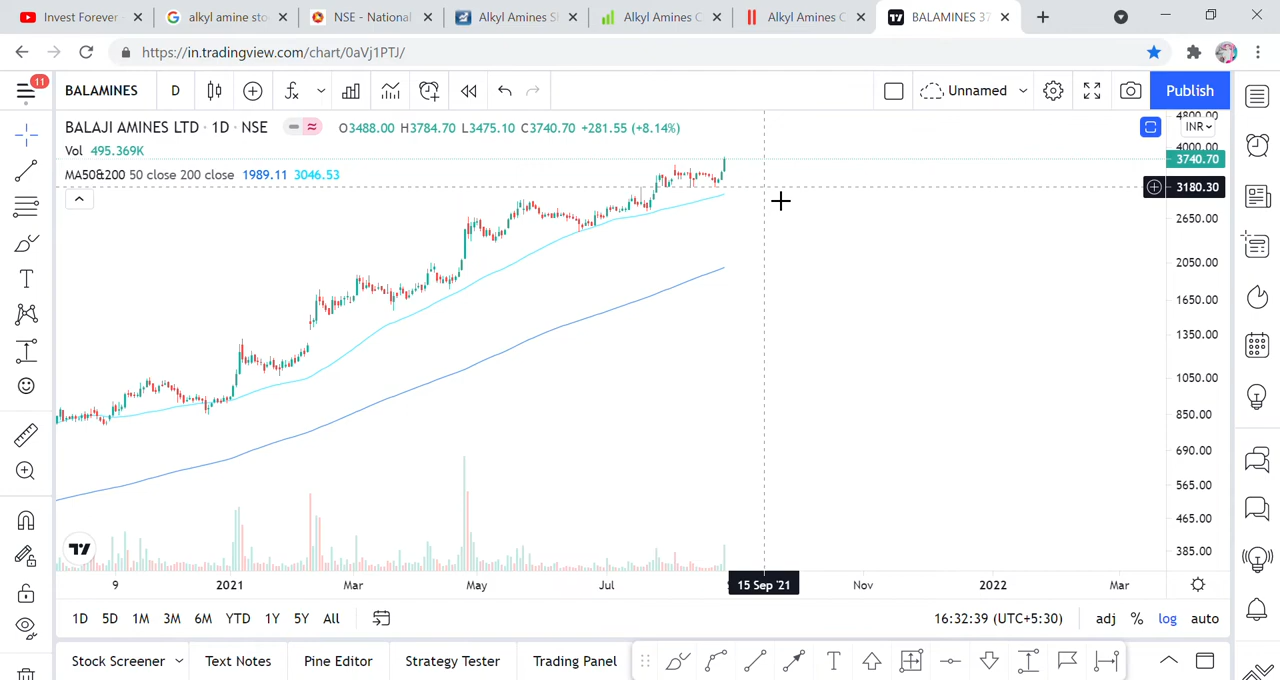 Invest Forever
alkyl amine sto
NSE - National
Alkyl Amines S
Alkyl Amines C
Alkyl Amines C
BALAMINES 37
https://in.tradingview.com/chart/0aVj1PTJ/
11
BALAMINES
D
Unnamed
Publish
BALAJI AMINES LTD · 1D · NSE
O3488.00 H3784.70 L3475.10 C3740.70 +281.55 (+8.14%)
Vol 495.369K
MA50&200 50 close 200 close 1989.11 3046.53
4800.00
INR
4000.00
3740.70
3180.30
2650.00
2050.00
1650.00
1350.00
1050.00
850.00
690.00
565.00
465.00
385.00
9
2021
Mar
May
Jul
15 Sep '21
Nov
2022
Mar
1D 5D 1M 3M 6M YTD 1Y 5Y All
16:32:39 (UTC+5:30)
adj % log auto
Stock Screener
Text Notes
Pine Editor
Strategy Tester
Trading Panel